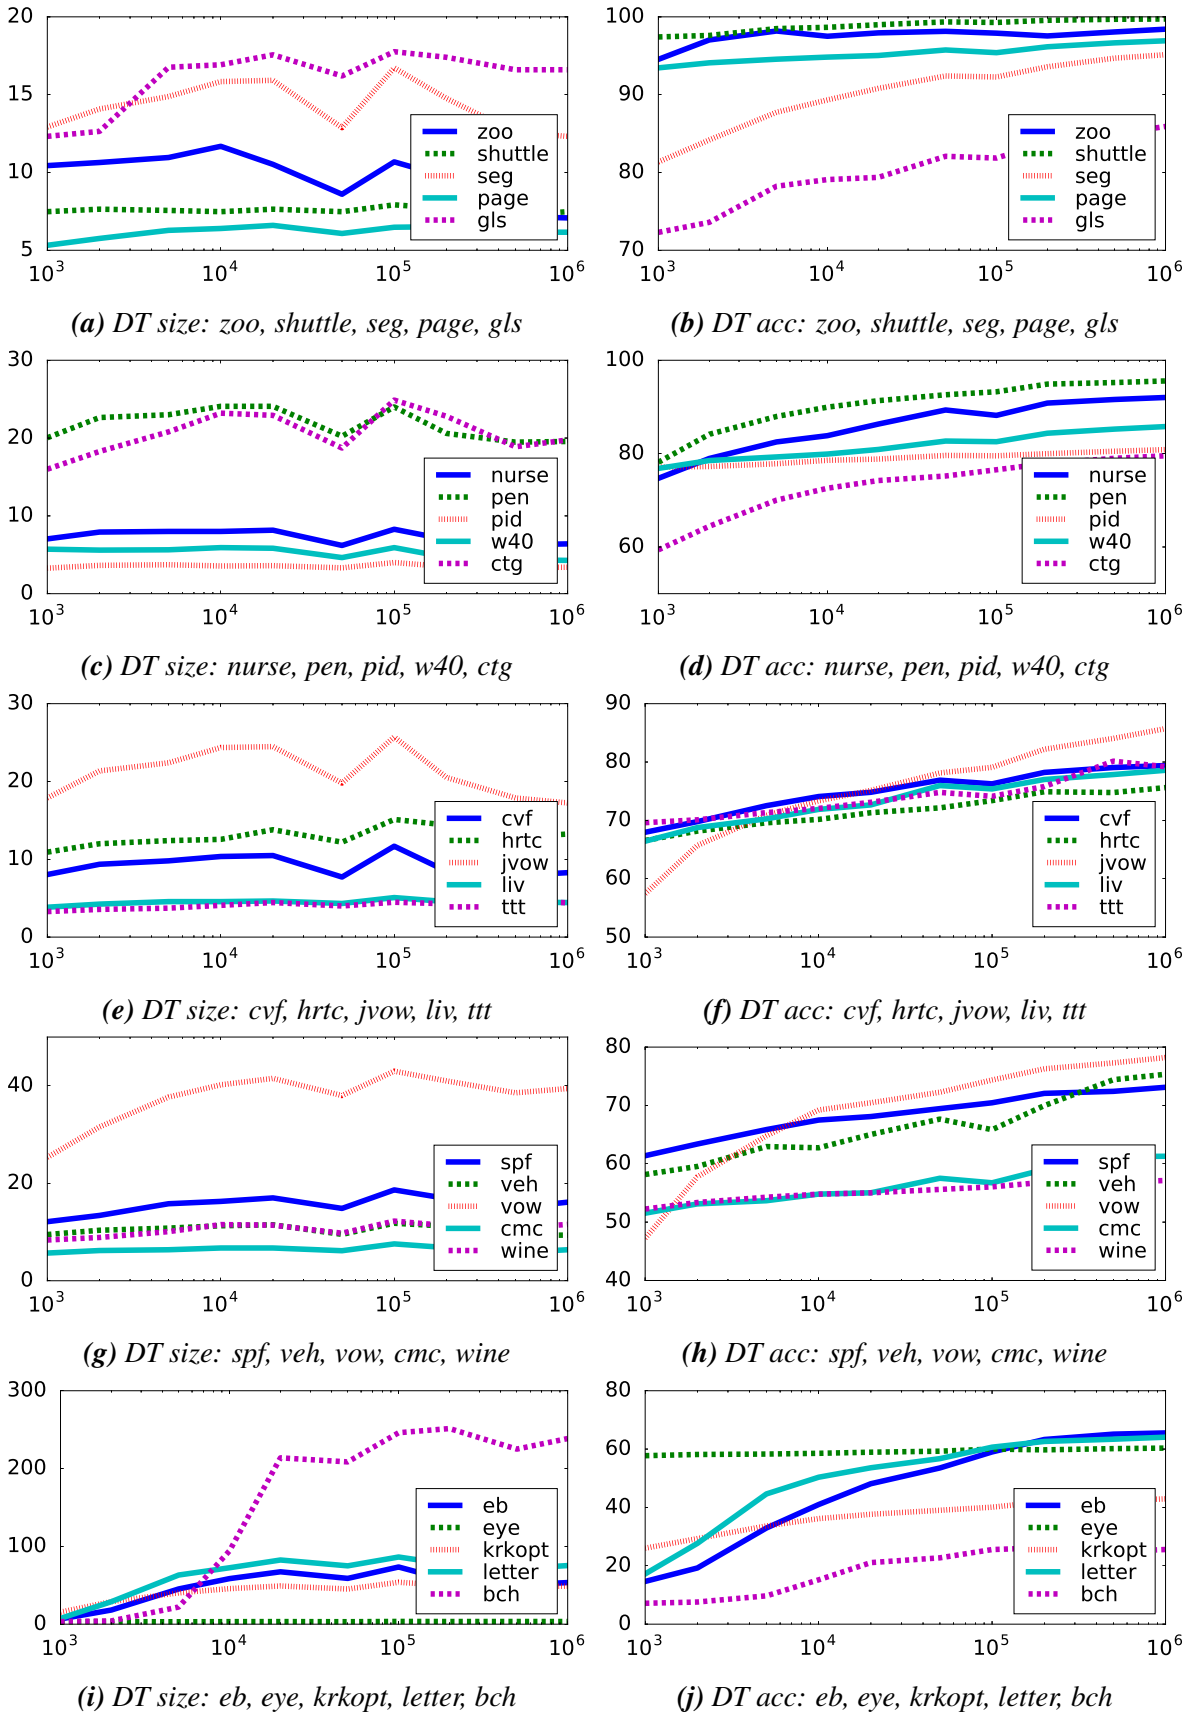 20
15
10
5
10^3 10^4 10^5 10^6
zoo
shuttle
seg
page
gls
(a) DT size: zoo, shuttle, seg, page, gls
100
90
80
70
10^3 10^4 10^5 10^6
zoo
shuttle
seg
page
gls
(b) DT acc: zoo, shuttle, seg, page, gls
30
20
10
0
10^3 10^4 10^5 10^6
nurse
pen
pid
w40
ctg
(c) DT size: nurse, pen, pid, w40, ctg
100
80
60
10^3 10^4 10^5 10^6
nurse
pen
pid
w40
ctg
(d) DT acc: nurse, pen, pid, w40, ctg
30
20
10
0
10^3 10^4 10^5 10^6
cvf
hrtc
jvow
liv
ttt
(e) DT size: cvf, hrtc, jvow, liv, ttt
90
80
70
60
50
10^3 10^4 10^5 10^6
cvf
hrtc
jvow
liv
ttt
(f) DT acc: cvf, hrtc, jvow, liv, ttt
40
20
0
10^3 10^4 10^5 10^6
spf
veh
vow
cmc
wine
(g) DT size: spf, veh, vow, cmc, wine
80
70
60
50
40
10^3 10^4 10^5 10^6
spf
veh
vow
cmc
wine
(h) DT acc: spf, veh, vow, cmc, wine
300
200
100
0
10^3 10^4 10^5 10^6
eb
eye
krkopt
letter
bch
(i) DT size: eb, eye, krkopt, letter, bch
80
60
40
20
0
10^3 10^4 10^5 10^6
eb
eye
krkopt
letter
bch
(j) DT acc: eb, eye, krkopt, letter, bch